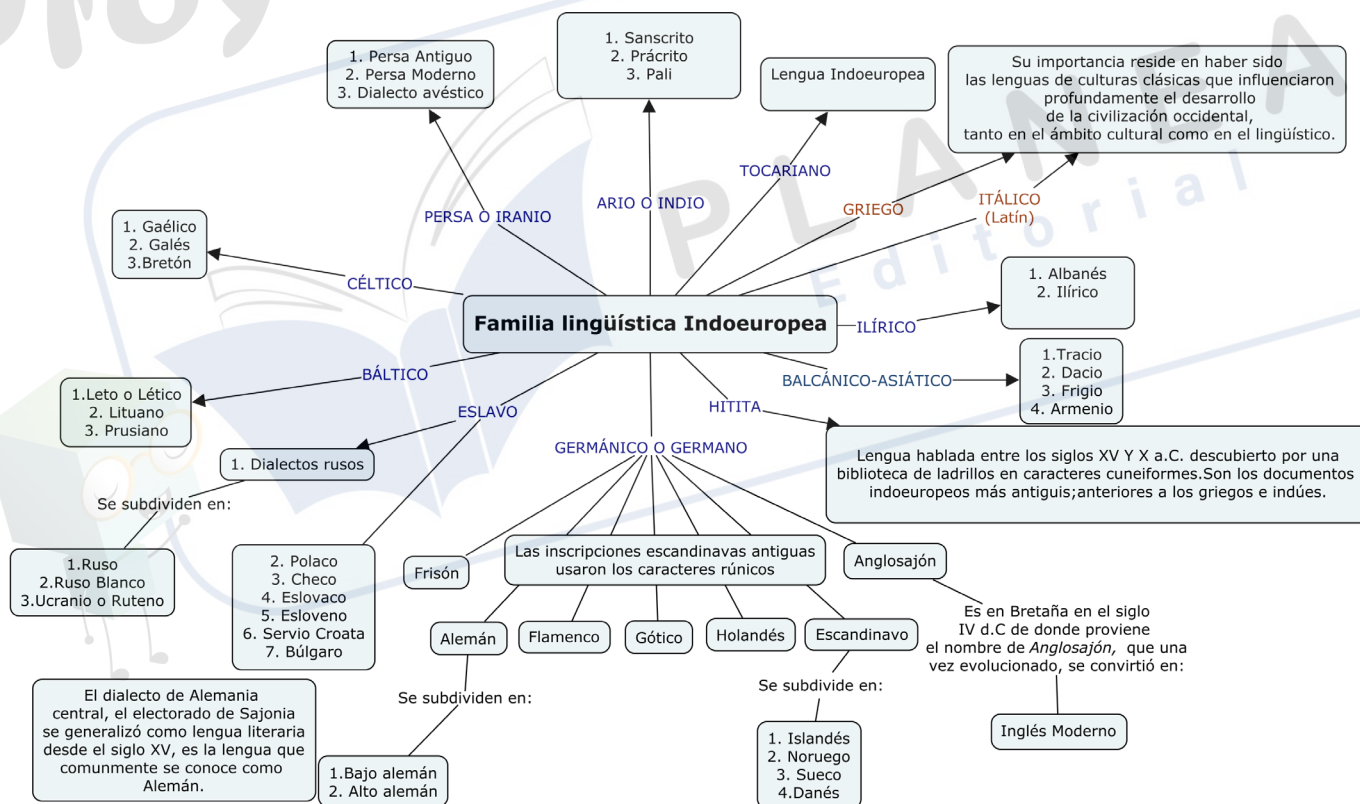 PLANEA
Editorial
1. Persa Antiguo
2. Persa Moderno
3. Dialecto avéstico
1. Sanscrito
2. Prácrito
3. Pali
Lengua Indoeuropea
Su importancia reside en haber sido
las lenguas de culturas clásicas que influenciaron
profundamente el desarrollo
de la civilización occidental,
tanto en el ámbito cultural como en el lingüístico.
TOCARIANO
PERSA O IRANIO
ARIO O INDIO
GRIEGO
ITÁLICO
(Latín)
1. Gaélico
2. Galés
3.Bretón
CÉLTICO
1. Albanés
2. Ilírico
Familia lingüística Indoeuropea
ILÍRICO
BÁLTICO
BALCÁNICO-ASIÁTICO
1.Tracio
2. Dacio
3. Frigio
4. Armenio
1.Leto o Lético
2. Lituano
3. Prusiano
ESLAVO
HITITA
GERMÁNICO O GERMANO
1. Dialectos rusos
Lengua hablada entre los siglos XV Y X a.C. descubierto por una
biblioteca de ladrillos en caracteres cuneiformes.Son los documentos
indoeuropeos más antiguis;anteriores a los griegos e indúes.
Se subdividen en:
1.Ruso
2.Ruso Blanco
3.Ucranio o Ruteno
2. Polaco
3. Checo
4. Eslovaco
5. Esloveno
6. Servio Croata
7. Búlgaro
Frisón
Las inscripciones escandinavas antiguas
usaron los caracteres rúnicos
Anglosajón
Alemán
Flamenco
Gótico
Holandés
Escandinavo
Es en Bretaña en el siglo
IV d.C de donde proviene
el nombre de Anglosajón, que una
vez evolucionado, se convirtió en:
El dialecto de Alemania
central, el electorado de Sajonia
se generalizó como lengua literaria
desde el siglo XV, es la lengua que
comunmente se conoce como
Alemán.
Se subdividen en:
Se subdivide en:
1.Bajo alemán
2. Alto alemán
1. Islandés
2. Noruego
3. Sueco
4.Danés
Inglés Moderno